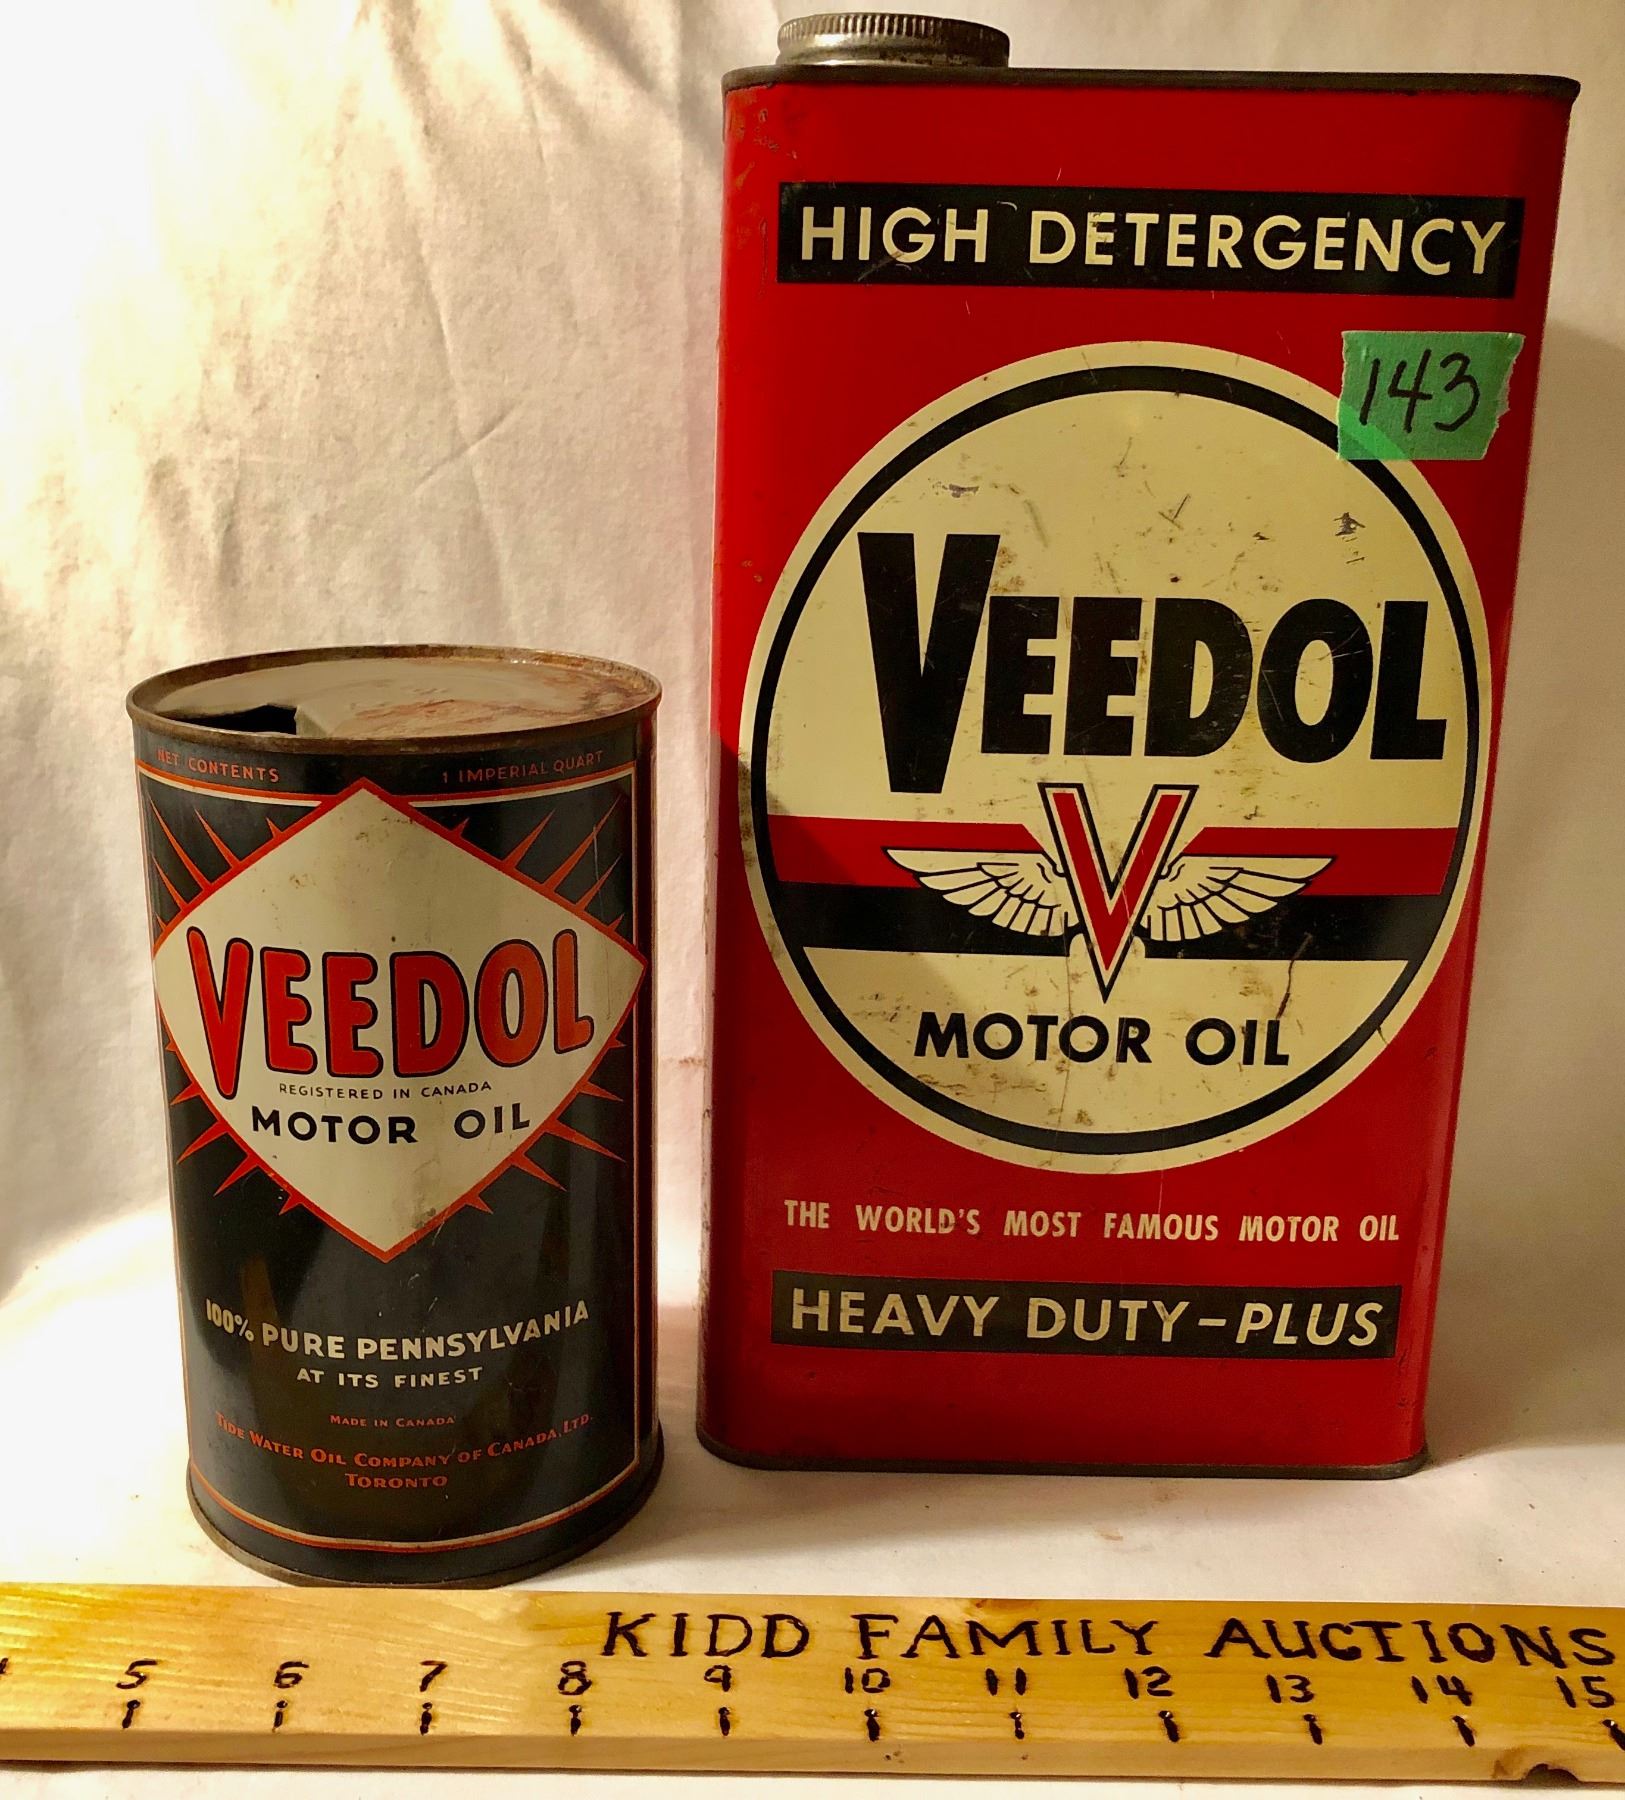 NET CONTENTS 1 IMPERIAL QUART
VEEDOL
REGISTERED IN CANADA
MOTOR OIL
100% PURE PENNSYLVANIA
AT ITS FINEST
MADE IN CANADA
TIDE WATER OIL COMPANY OF CANADA, LTD.
TORONTO
HIGH DETERGENCY
143
VEEDOL
V
MOTOR OIL
THE WORLD'S MOST FAMOUS MOTOR OIL
HEAVY DUTY-PLUS
KIDD FAMILY AUCTIONS
5 6 7 8 9 10 11 12 13 14 15